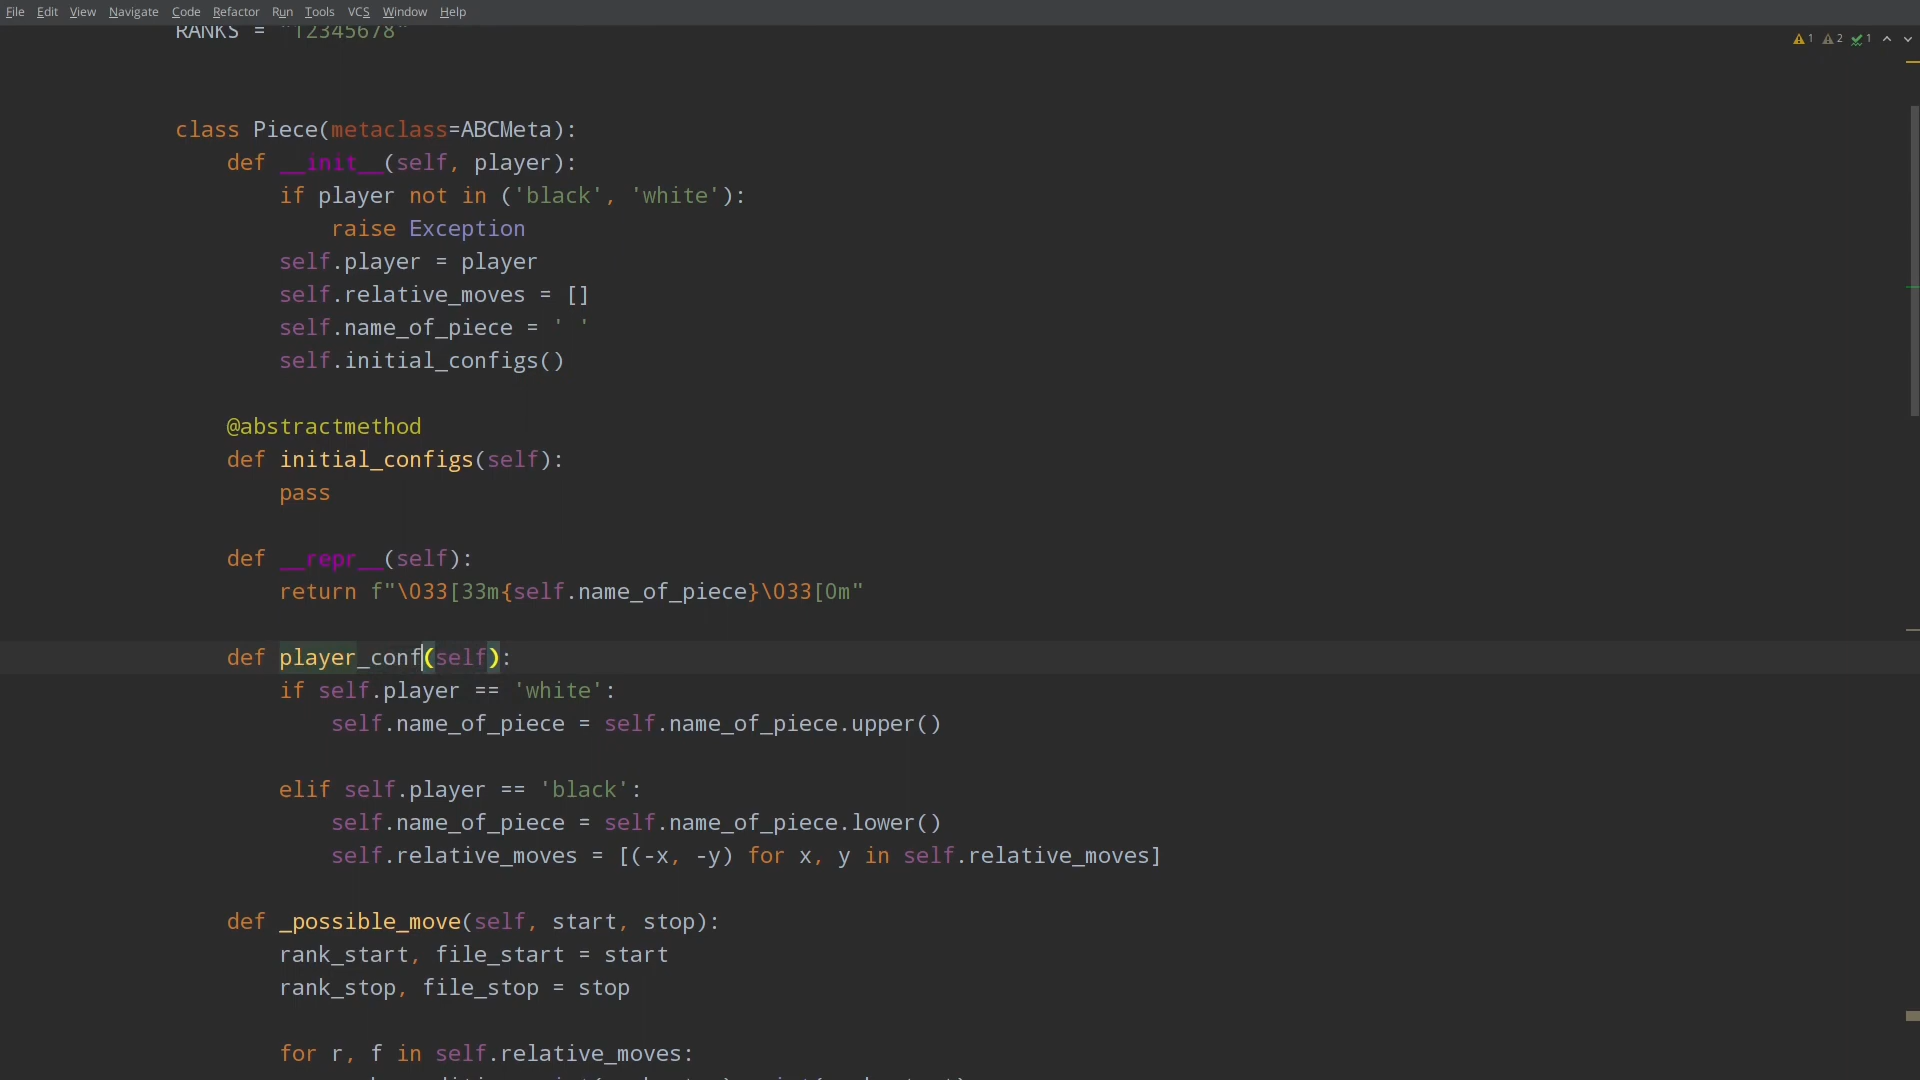 File Edit View Navigate Code Refactor Run Tools VCS Window Help
RANKS = "12345678"
1 2 1
class Piece(metaclass=ABCMeta):
def __init__(self, player):
if player not in ('black', 'white'):
raise Exception
self.player = player
self.relative_moves = []
self.name_of_piece = ' '
self.initial_configs()
@abstractmethod
def initial_configs(self):
pass
def __repr__(self):
return f"\033[33m{self.name_of_piece}\033[0m"
def player_conf(self):
if self.player == 'white':
self.name_of_piece = self.name_of_piece.upper()
elif self.player == 'black':
self.name_of_piece = self.name_of_piece.lower()
self.relative_moves = [(-x, -y) for x, y in self.relative_moves]
def _possible_move(self, start, stop):
rank_start, file_start = start
rank_stop, file_stop = stop
for r, f in self.relative_moves: